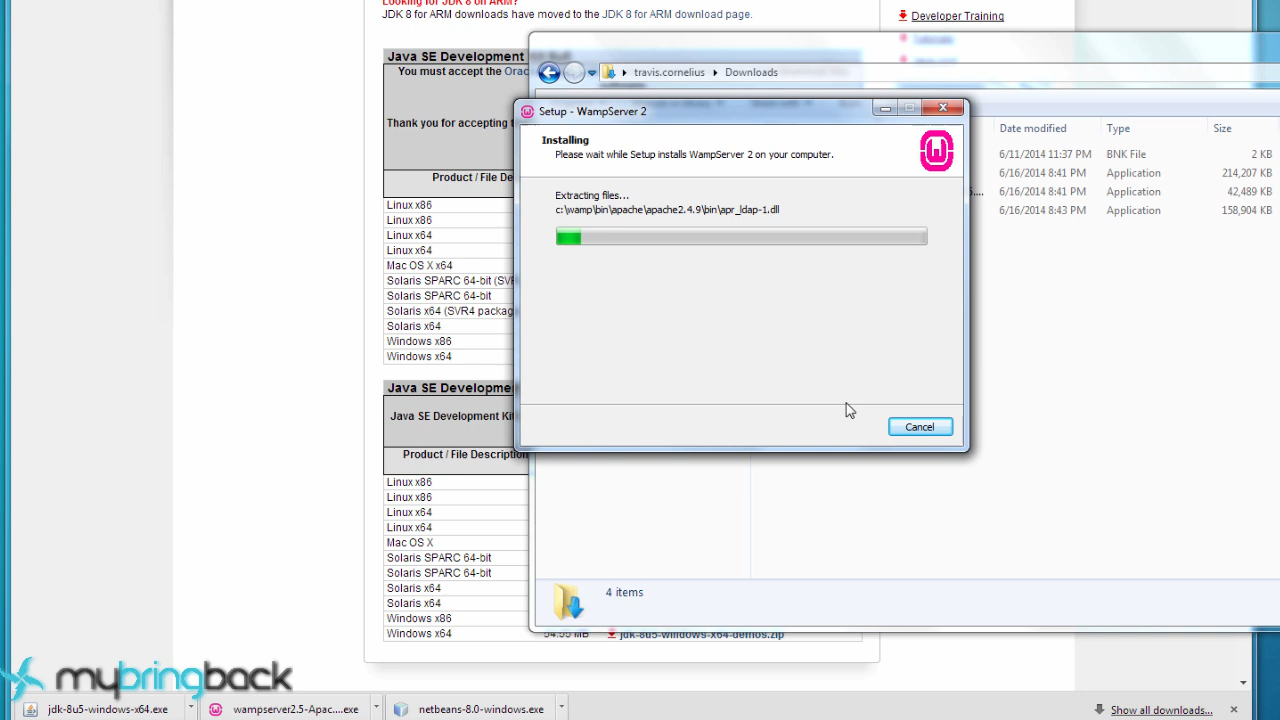 Looking for JDK 8 on ARM?
JDK 8 for ARM downloads have moved to the JDK 8 for ARM download page.
Developer Training
Java SE Development
You must accept the Orac
Thank you for accepting t
Product / File De
Linux x86
Linux x86
Linux x64
Linux x64
Mac OS X x64
Solaris SPARC 64-bit (SVR
Solaris SPARC 64-bit
Solaris x64 (SVR4 packag
Solaris x64
Windows x86
Windows x64
Java SE Developme
Java SE Development Kit
Product / File Description
Linux x86
Linux x86
Linux x64
Linux x64
Mac OS X
Solaris SPARC 64-bit
Solaris SPARC 64-bit
Solaris x64
Solaris x64
Windows x86
Windows x64 54.55 MB jdk-8u5-windows-x64-demos.zip
travis.cornelius Downloads
Date modified Type Size
6/11/2014 11:37 PM BNK File 2 KB
6/16/2014 8:41 PM Application 214,207 KB
6.... 6/16/2014 8:41 PM Application 42,489 KB
6/16/2014 8:43 PM Application 158,904 KB
4 items
Setup - WampServer 2
Installing
Please wait while Setup installs WampServer 2 on your computer.
Extracting files...
c:\wamp\bin\apache\apache2.4.9\bin\apr_ldap-1.dll
Cancel
mybringback
jdk-8u5-windows-x64.exe
wampserver2.5-Apac....exe
netbeans-8.0-windows.exe
Show all downloads...